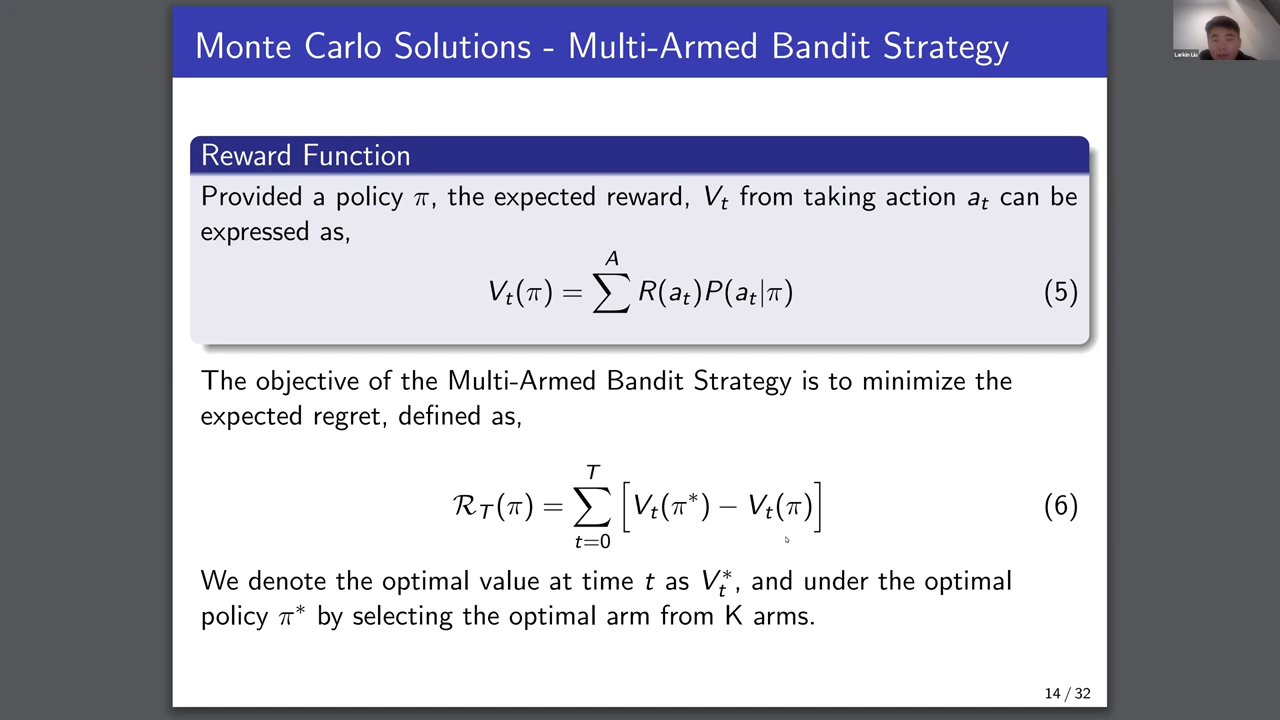 Monte Carlo Solutions - Multi-Armed Bandit Strategy
Larkin Liu
Reward Function
Provided a policy π, the expected reward, V_t from taking action a_t can be
expressed as,
V_t(π) = ∑^A R(a_t)P(a_t|π) (5)
The objective of the Multi-Armed Bandit Strategy is to minimize the
expected regret, defined as,
R_T(π) = ∑_{t=0}^T [V_t(π*) − V_t(π)] (6)
We denote the optimal value at time t as V_t^*, and under the optimal
policy π* by selecting the optimal arm from K arms.
14 / 32